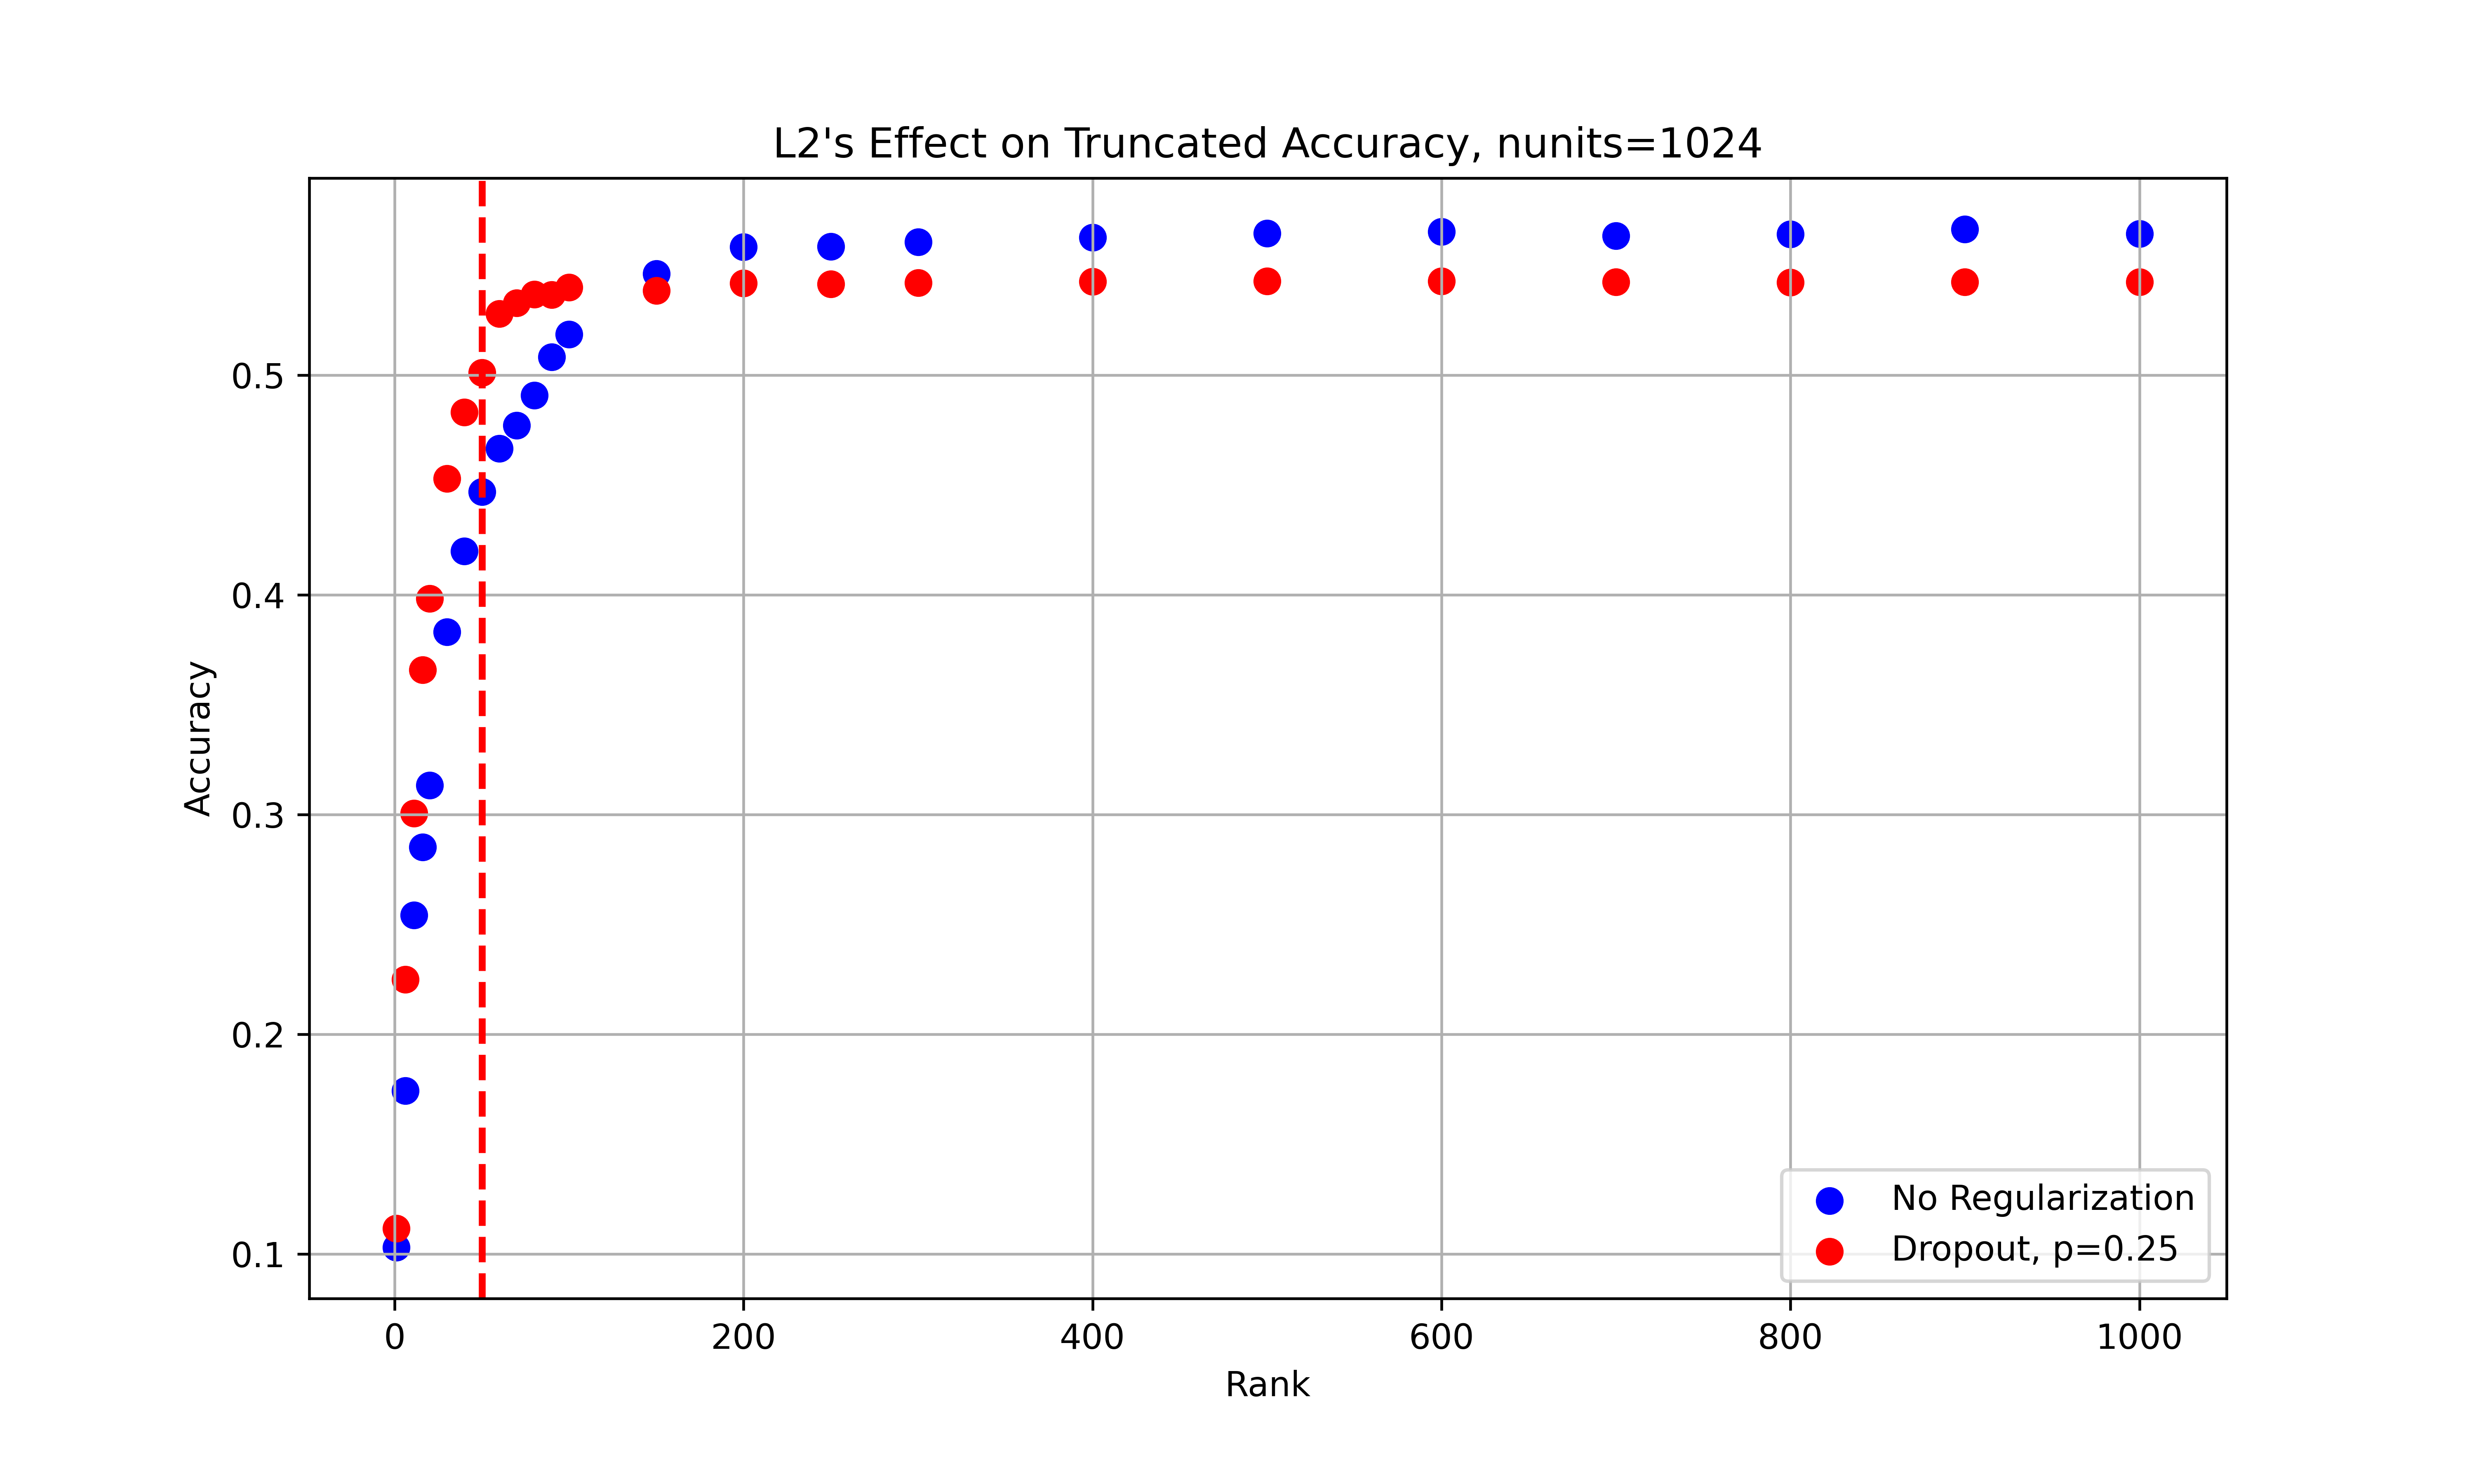 L2's Effect on Truncated Accuracy, nunits=1024
Accuracy
0.5
0.4
0.3
0.2
0.1
No Regularization
Dropout, p=0.25
0 200 400 600 800 1000
Rank